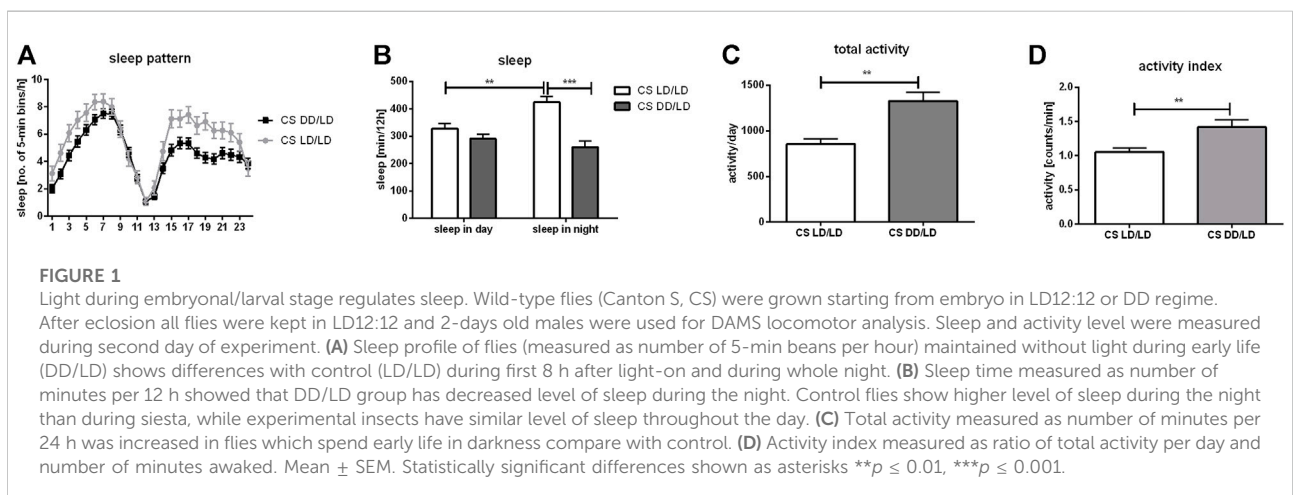 A
sleep pattern
sleep [no. of 5-min bins/h]
10
8
6
4
2
0
1 3 5 7 9 11 13 15 17 19 21 23
CS DD/LD
CS LD/LD
B
sleep
sleep [min/12h]
500
400
300
200
100
0
** ***
sleep in day sleep in night
CS LD/LD
CS DD/LD
C
total activity
activity/day
1500
1000
500
0
**
CS LD/LD CS DD/LD
D
activity index
activity [counts/min]
2.0
1.5
1.0
0.5
0.0
**
CS LD/LD CS DD/LD
FIGURE 1
Light during embryonal/larval stage regulates sleep. Wild-type flies (Canton S, CS) were grown starting from embryo in LD12:12 or DD regime.
After eclosion all flies were kept in LD12:12 and 2-days old males were used for DAMS locomotor analysis. Sleep and activity level were measured
during second day of experiment. (A) Sleep profile of flies (measured as number of 5-min beans per hour) maintained without light during early life
(DD/LD) shows differences with control (LD/LD) during first 8 h after light-on and during whole night. (B) Sleep time measured as number of
minutes per 12 h showed that DD/LD group has decreased level of sleep during the night. Control flies show higher level of sleep during the night
than during siesta, while experimental insects have similar level of sleep throughout the day. (C) Total activity measured as number of minutes per
24 h was increased in flies which spend early life in darkness compare with control. (D) Activity index measured as ratio of total activity per day and
number of minutes awaked. Mean ± SEM. Statistically significant differences shown as asterisks **p ≤ 0.01, ***p ≤ 0.001.